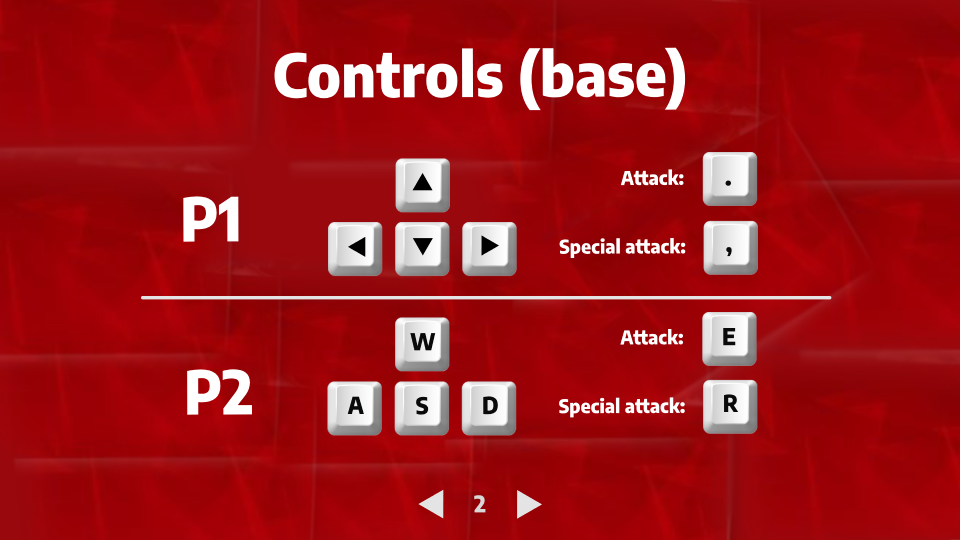 Controls (base)
P1
▲
◀ ▼ ▶
Attack: .
Special attack: ,
P2
W
A S D
Attack: E
Special attack: R
◀ 2 ▶